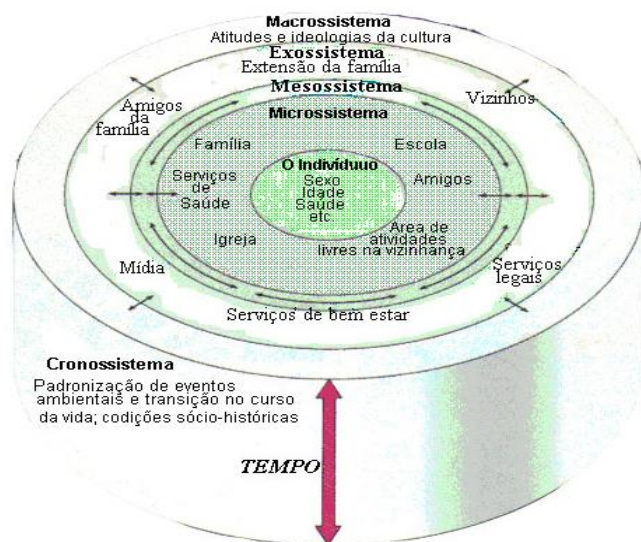 Macrossistema
Atitudes e ideologias da cultura
Exossistema
Extensão da família
Mesossistema
Microssistema
Amigos
da
família
Vizinhos
Família
Escola
O Indivíduuo
Sexo
Idade
Saúde
etc
Serviços
de
Saúde
Amigos
Igreja
Area de
atividades
livres na vizinhança
Mídia
Serviços
legais
Serviços de bem estar
Cronossistema
Padronização de eventos
ambientais e transição no curso
da vida; codições sócio-históricas
TEMPO